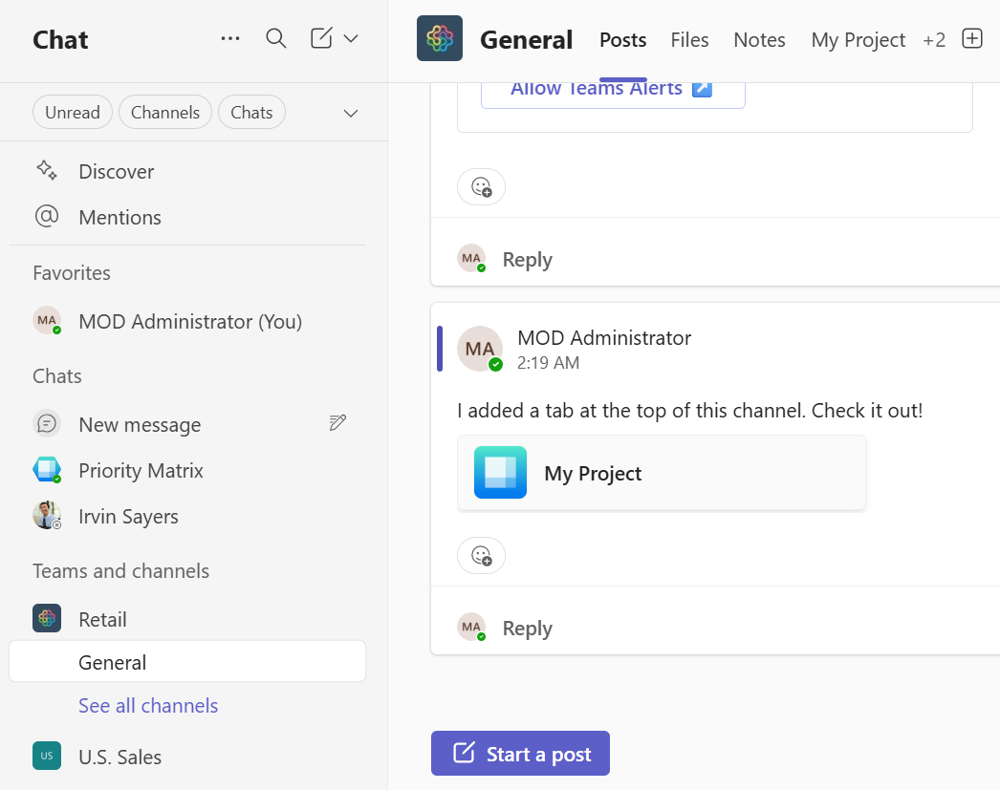 Chat
Unread Channels Chats
Discover
@ Mentions
Favorites
MA MOD Administrator (You)
Chats
New message
Priority Matrix
Irvin Sayers
Teams and channels
Retail
General
See all channels
US U.S. Sales
General Posts Files Notes My Project +2
Allow Teams Alerts
MA Reply
MA MOD Administrator
2:19 AM
I added a tab at the top of this channel. Check it out!
My Project
MA Reply
Start a post